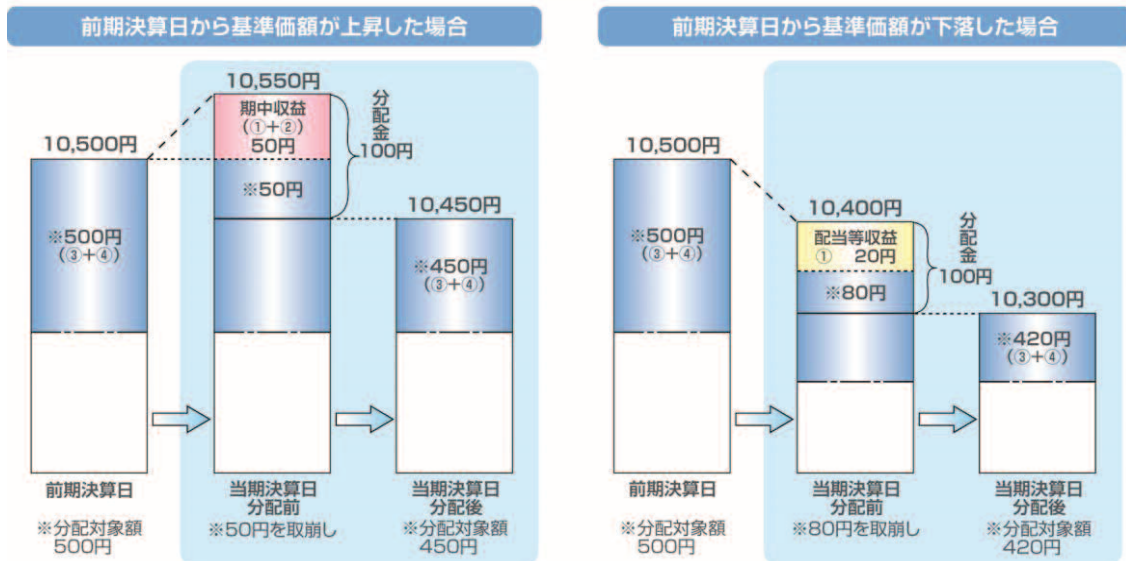 前期決算日から基準価額が上昇した場合
10,550円
期中収益
(①+②)
50円
分配金
100円
10,500円
※50円
10,450円
※500円
(③+④)
※450円
(③+④)
前期決算日
当期決算日
分配前
当期決算日
分配後
※分配対象額
500円
※50円を取崩し
※分配対象額
450円
前期決算日から基準価額が下落した場合
10,500円
10,400円
配当等収益
① 20円
分配金
100円
※500円
(③+④)
※80円
10,300円
※420円
(③+④)
前期決算日
当期決算日
分配前
当期決算日
分配後
※分配対象額
500円
※80円を取崩し
※分配対象額
420円